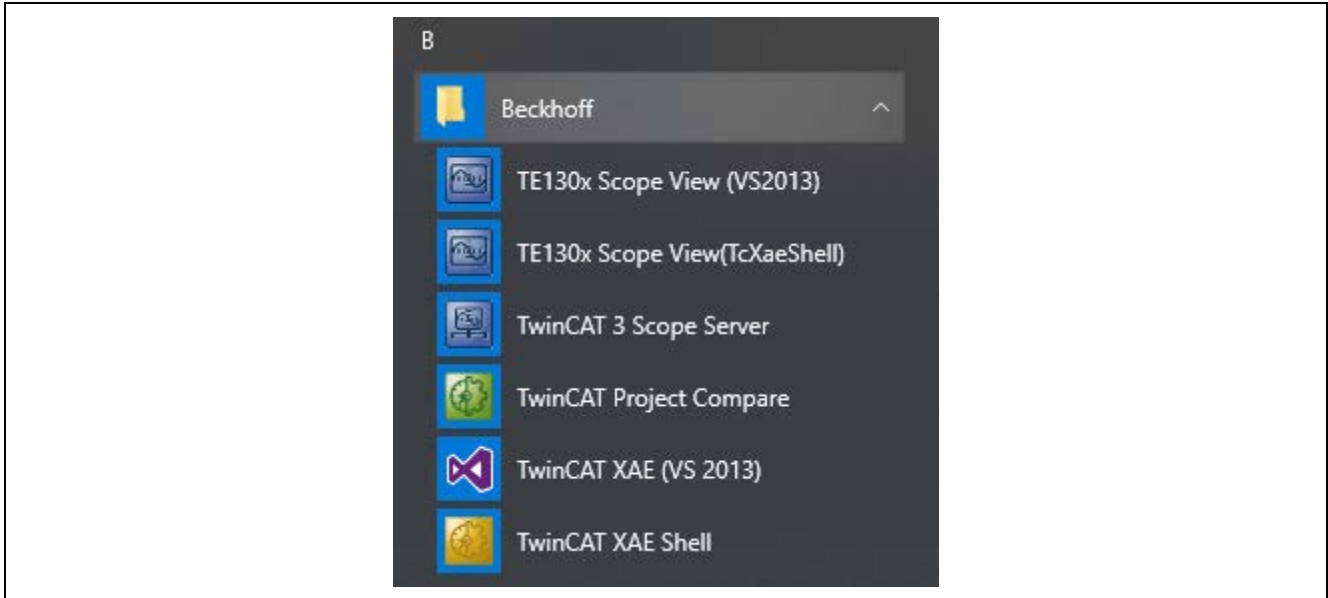 B
Beckhoff
TE130x Scope View (VS2013)
TE130x Scope View(TcXaeShell)
TwinCAT 3 Scope Server
TwinCAT Project Compare
TwinCAT XAE (VS 2013)
TwinCAT XAE Shell